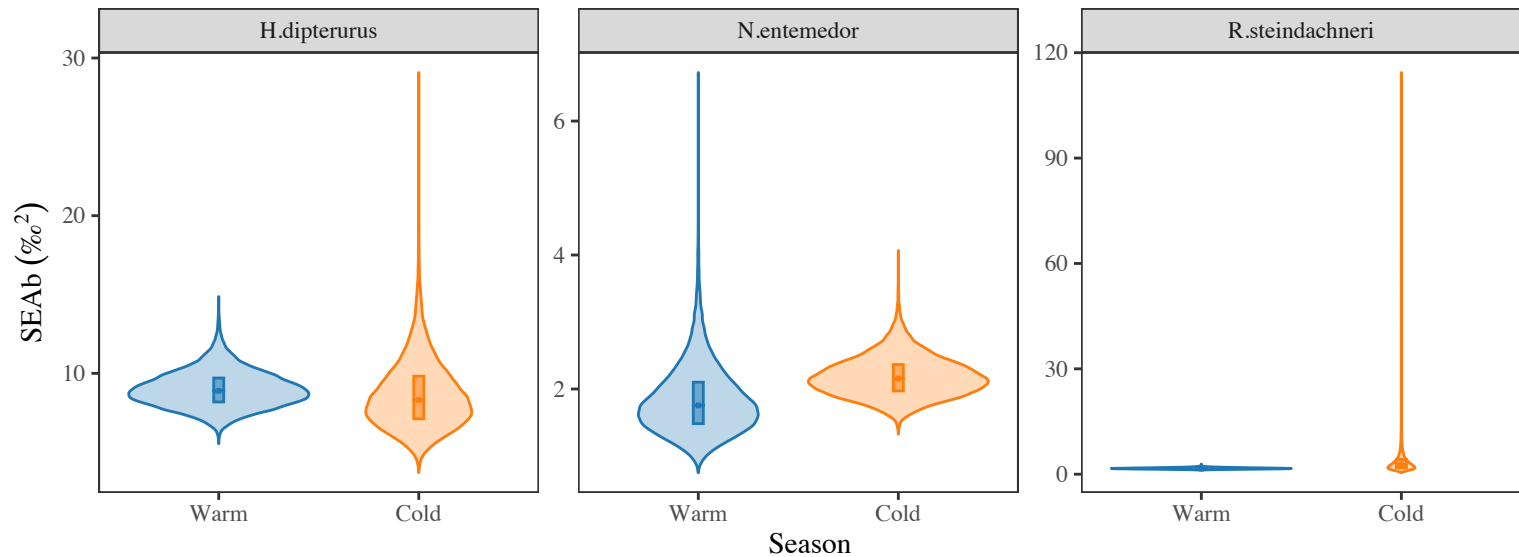 H.dipterurus
N.entemedor
R.steindachneri
SEAb (‰²)
30
20
10
6
4
2
120
90
60
30
0
Warm
Cold
Warm
Cold
Warm
Cold
Season